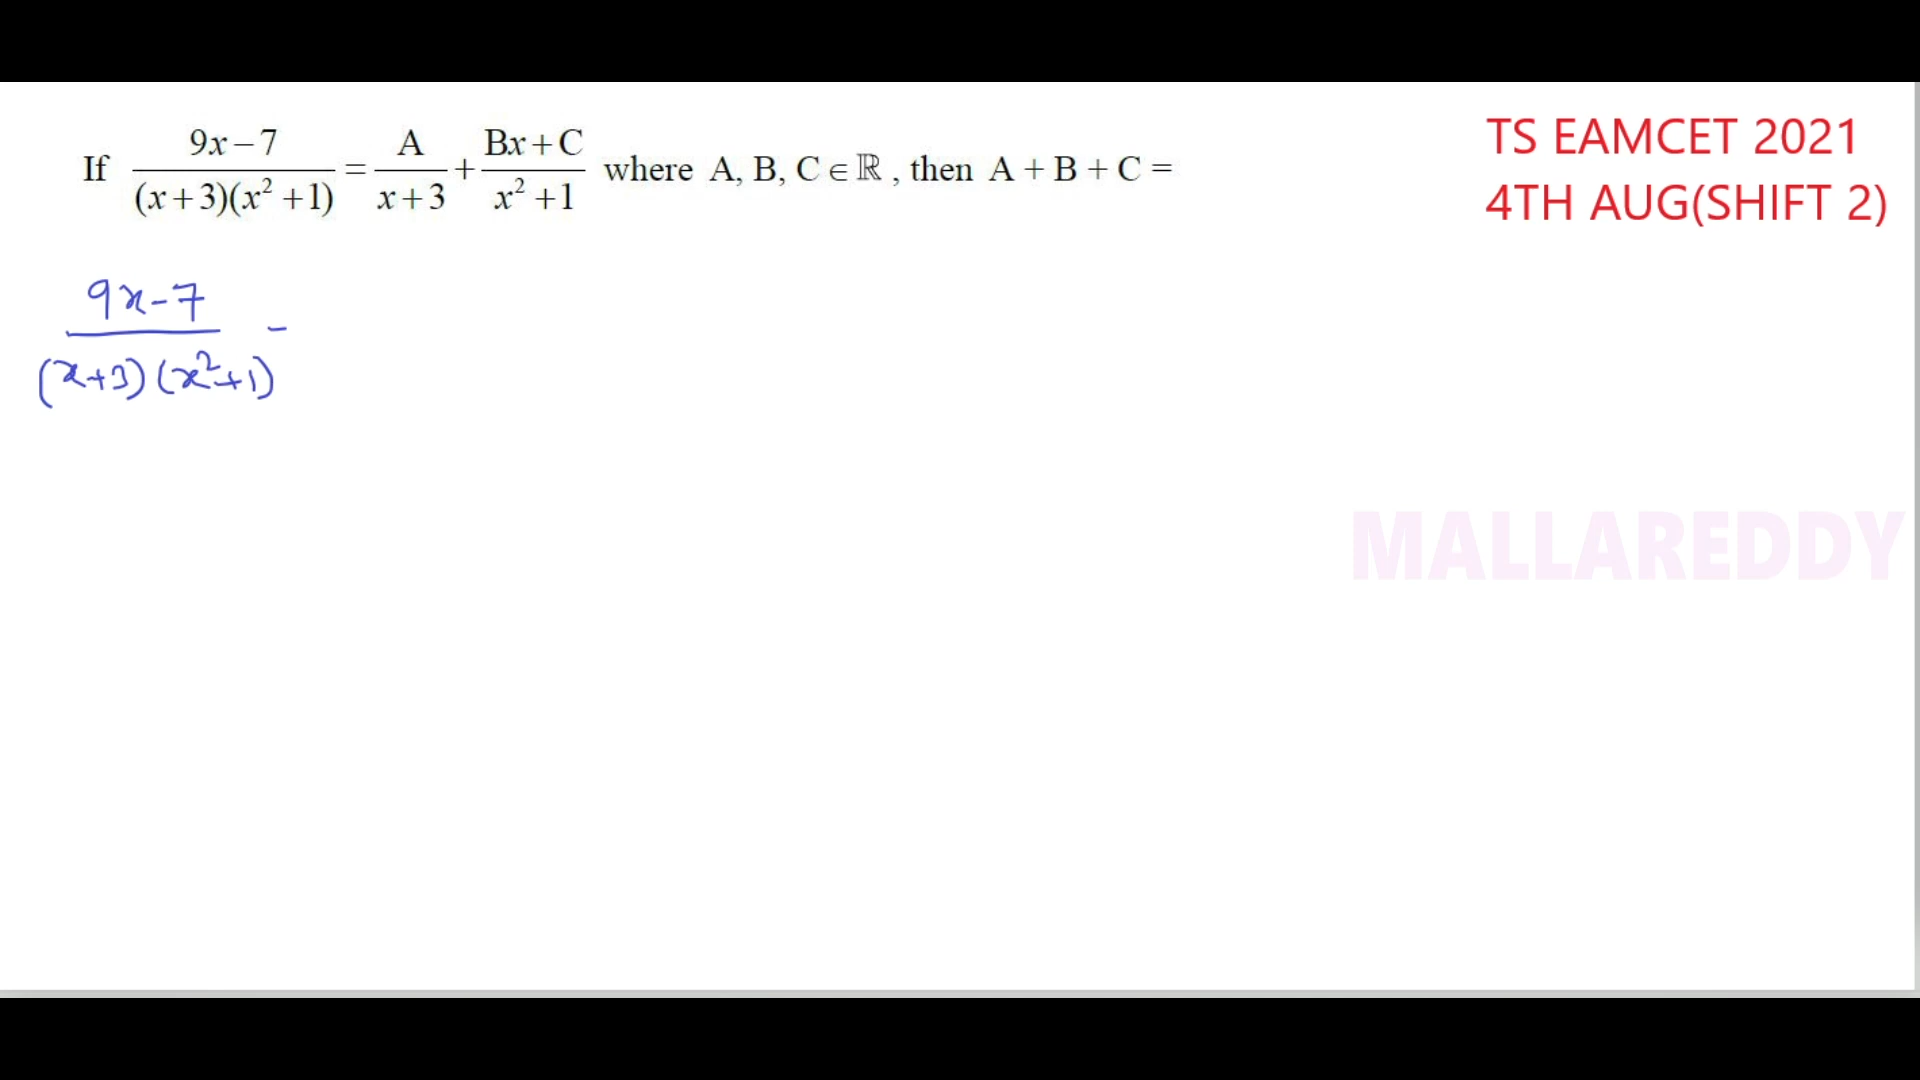 If (9x − 7)/((x + 3)(x² + 1)) = A/(x + 3) + (Bx + C)/(x² + 1) where A, B, C ∈ ℝ , then A + B + C =
TS EAMCET 2021
4TH AUG(SHIFT 2)
9x − 7
(x+3) (x²+1)
MALLAREDDY